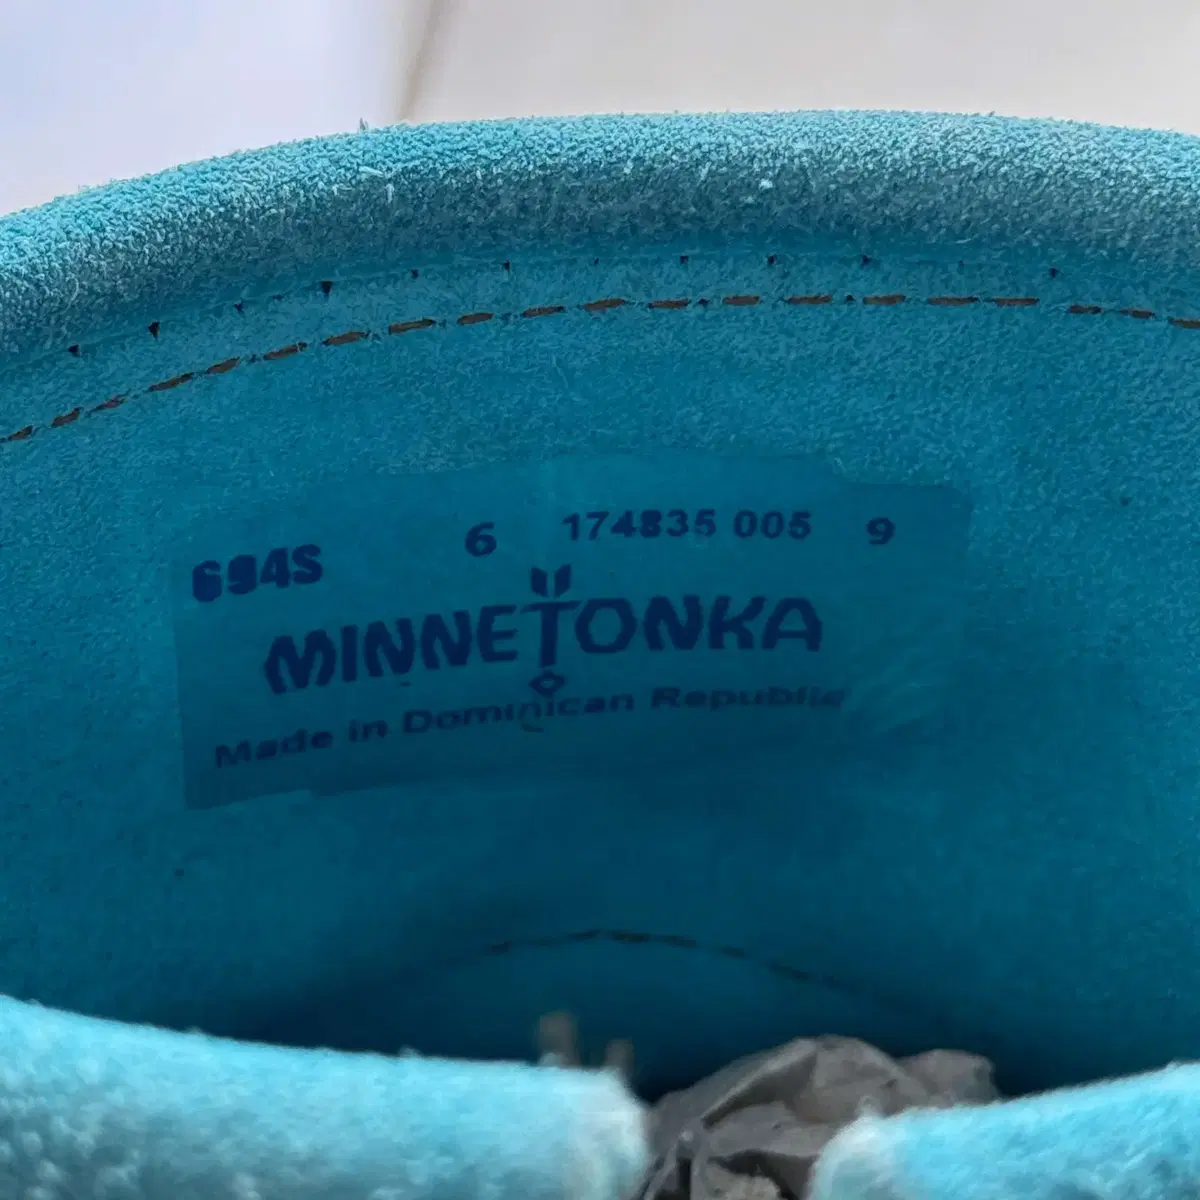 694S 6 174835 005 9
MINNETONKA
Made in Dominican Republic